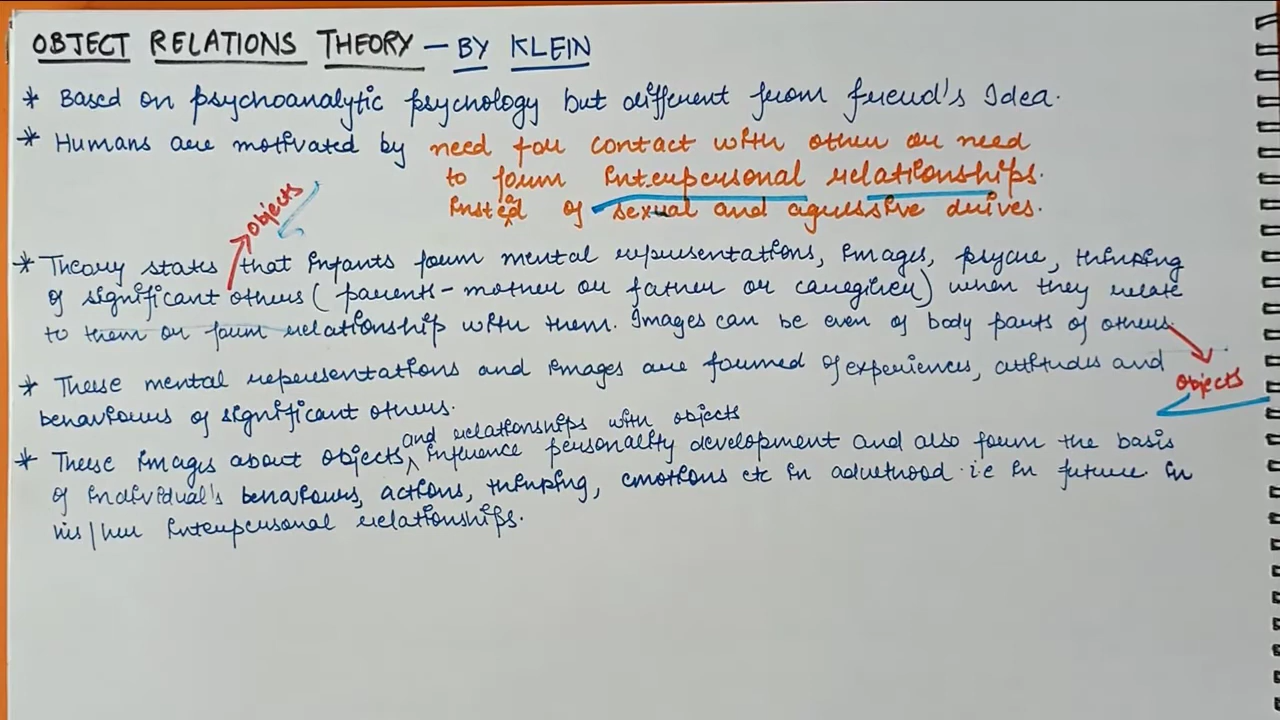 OBJECT RELATIONS THEORY - BY KLEIN
* Based on psychoanalytic psychology but different from freud's Idea.
* Humans are motivated by need for contact with other or need
to form interpersonal relationships.
Instead of sexual and agressive drives.
Objects
* Theory states that infants form mental representations, images, psyche, thinking
of significant others (parents - mother or father or caregiver) when they relate
to them or form relationship with them. Images can be even of body parts of others.
Objects
* These mental representations and images are formed of experiences, attitudes and
behaviours of significant others.
and relationships with objects
* These images about objects, influence personality development and also form the basis
of individual's behaviours, actions, thinking, emotions etc in adulthood i.e in future in
his/her interpersonal relationships.